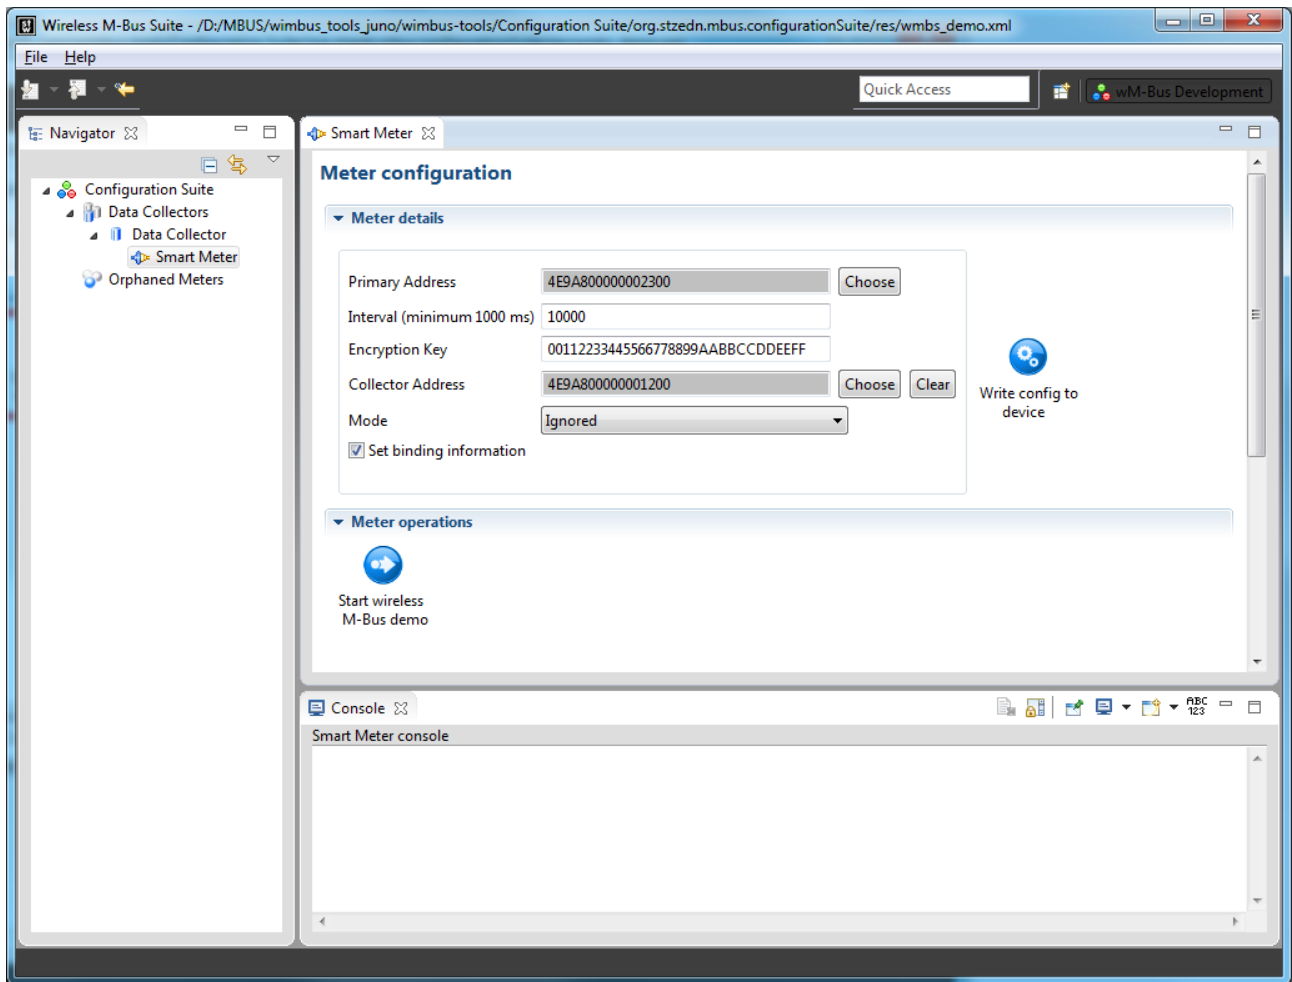 Wireless M-Bus Suite - /D:/MBUS/wimbus_tools_juno/wimbus-tools/Configuration Suite/org.stzedn.mbus.configurationSuite/res/wmbs_demo.xml
File Help
Quick Access
wM-Bus Development
Navigator
Configuration Suite
Data Collectors
Data Collector
Smart Meter
Orphaned Meters
Smart Meter
Meter configuration
Meter details
Primary Address 4E9A800000002300 Choose
Interval (minimum 1000 ms) 10000
Encryption Key 00112233445566778899AABBCCDDEEFF
Collector Address 4E9A800000001200 Choose Clear
Mode Ignored
Set binding information
Write config to
device
Meter operations
Start wireless
M-Bus demo
Console
ABC
123
Smart Meter console